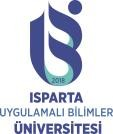 2018
ISPARTA
UYGULAMALI BİLİMLER
ÜNİVERSİTESİ